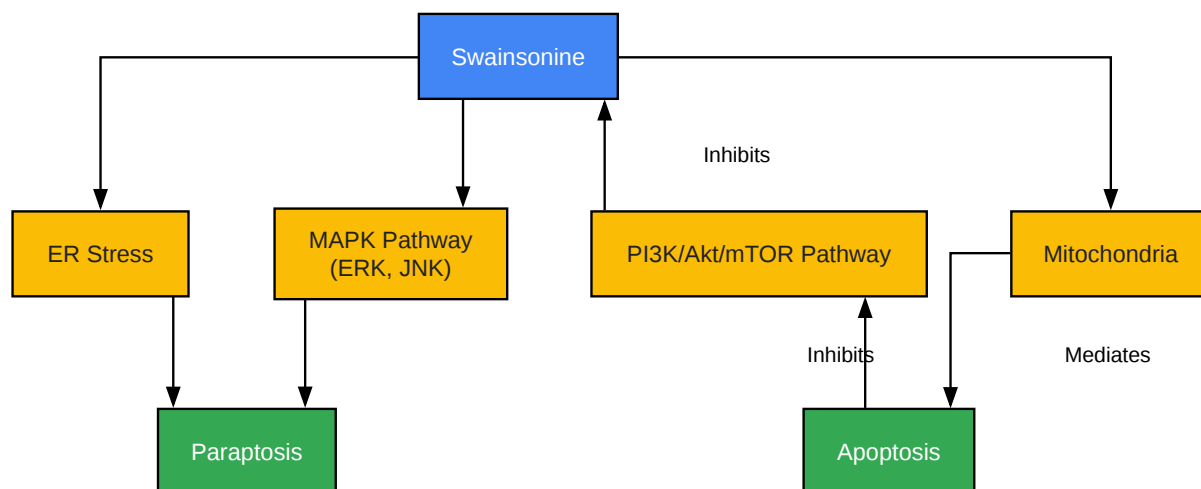 Swainsonine
Inhibits
ER Stress
MAPK Pathway
(ERK, JNK)
PI3K/Akt/mTOR Pathway
Mitochondria
Inhibits
Mediates
Paraptosis
Apoptosis